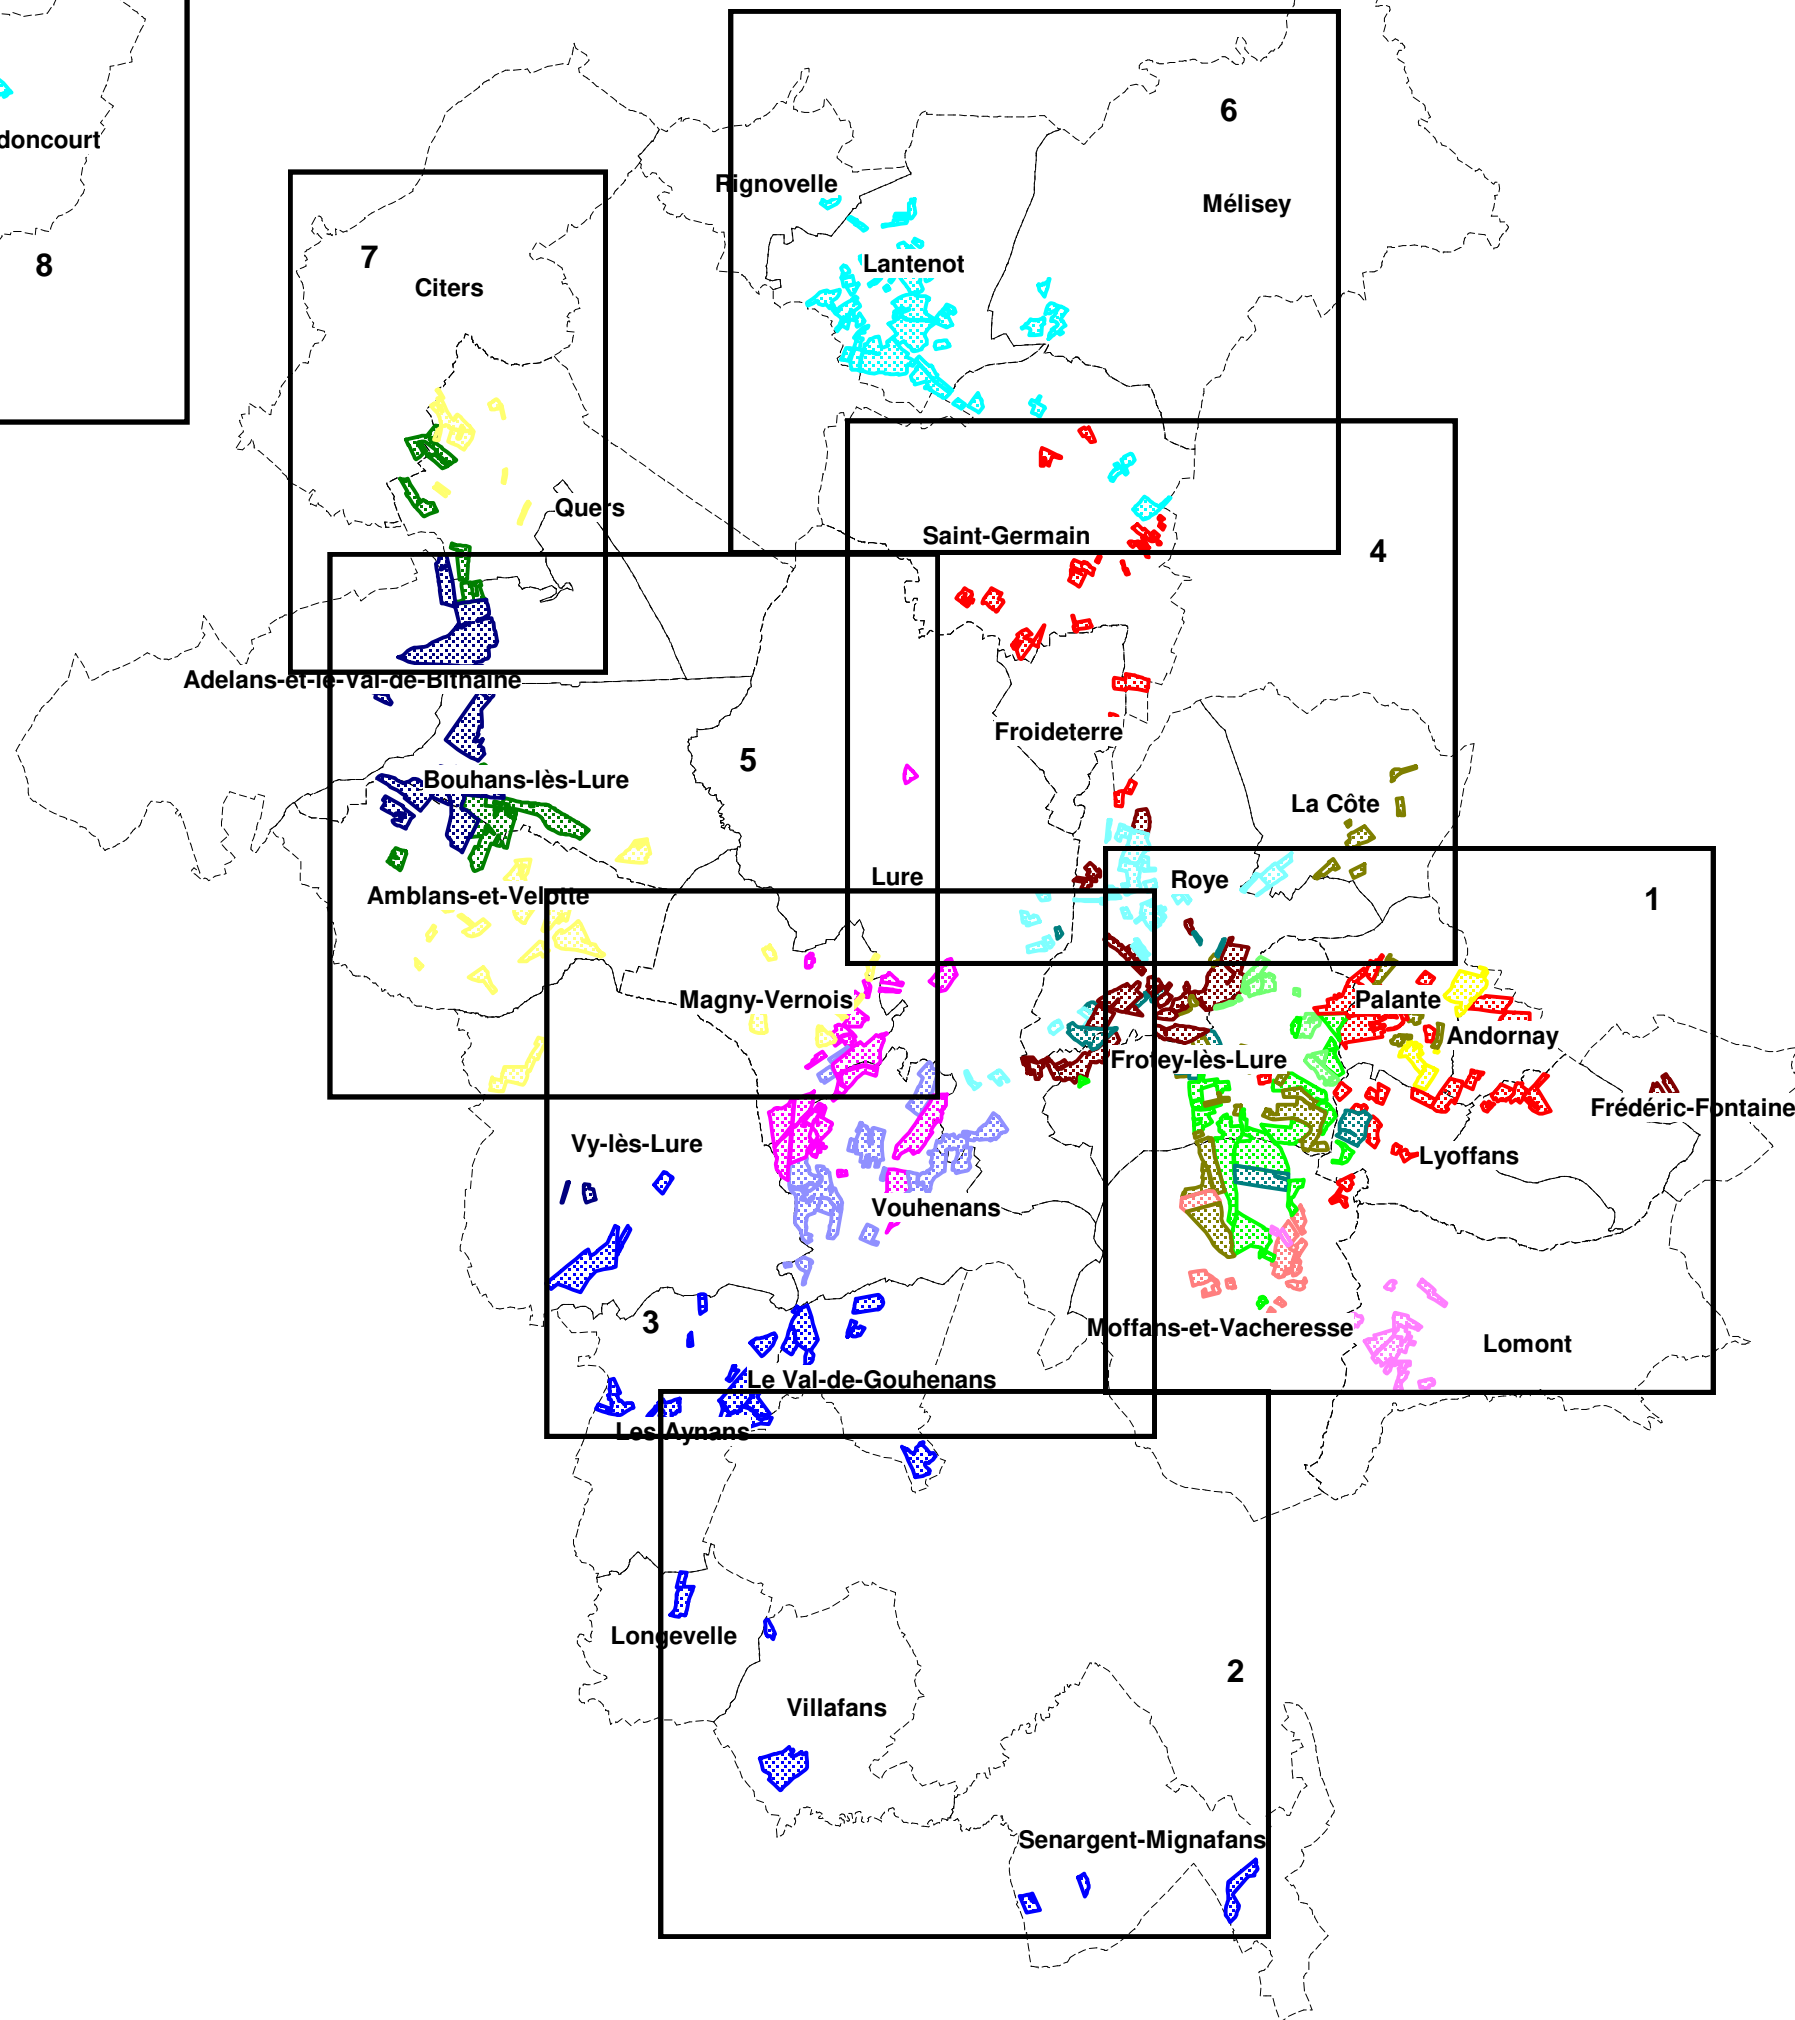 6
doncourt
Rignovelle
Mélisey
7
8
Lantenot
Citers
Quers
Saint-Germain
4
Adelans-et-le-Val-de-Bithaine
Froideterre
5
Bouhans-lès-Lure
La Côte
Lure
Roye
Amblans-et-Velotte
1
Magny-Vernois
Palante
Andornay
Frotey-lès-Lure
Frédéric-Fontaine
Vy-lès-Lure
Lyoffans
Vouhenans
3
Moffans-et-Vacheresse
Lomont
Le Val-de-Gouhenans
Les Aynans
Longevelle
2
Villafans
Senargent-Mignafans